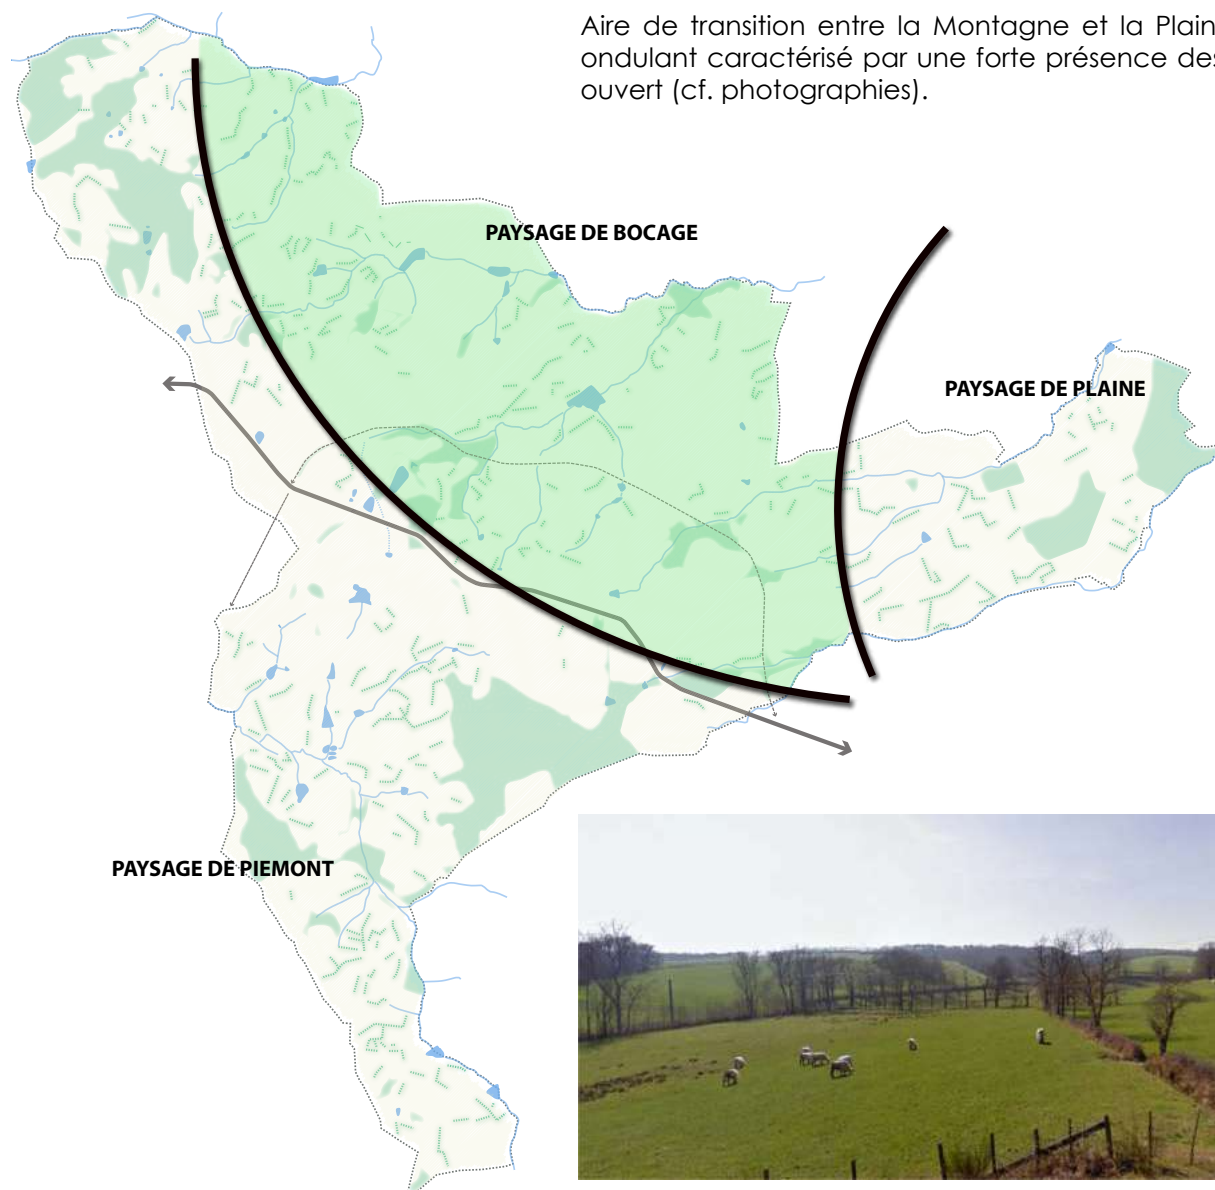 Aire de transition entre la Montagne et la Plain
ondulant caractérisé par une forte présence des
ouvert (cf. photographies).
PAYSAGE DE BOCAGE
PAYSAGE DE PLAINE
PAYSAGE DE PIEMONT